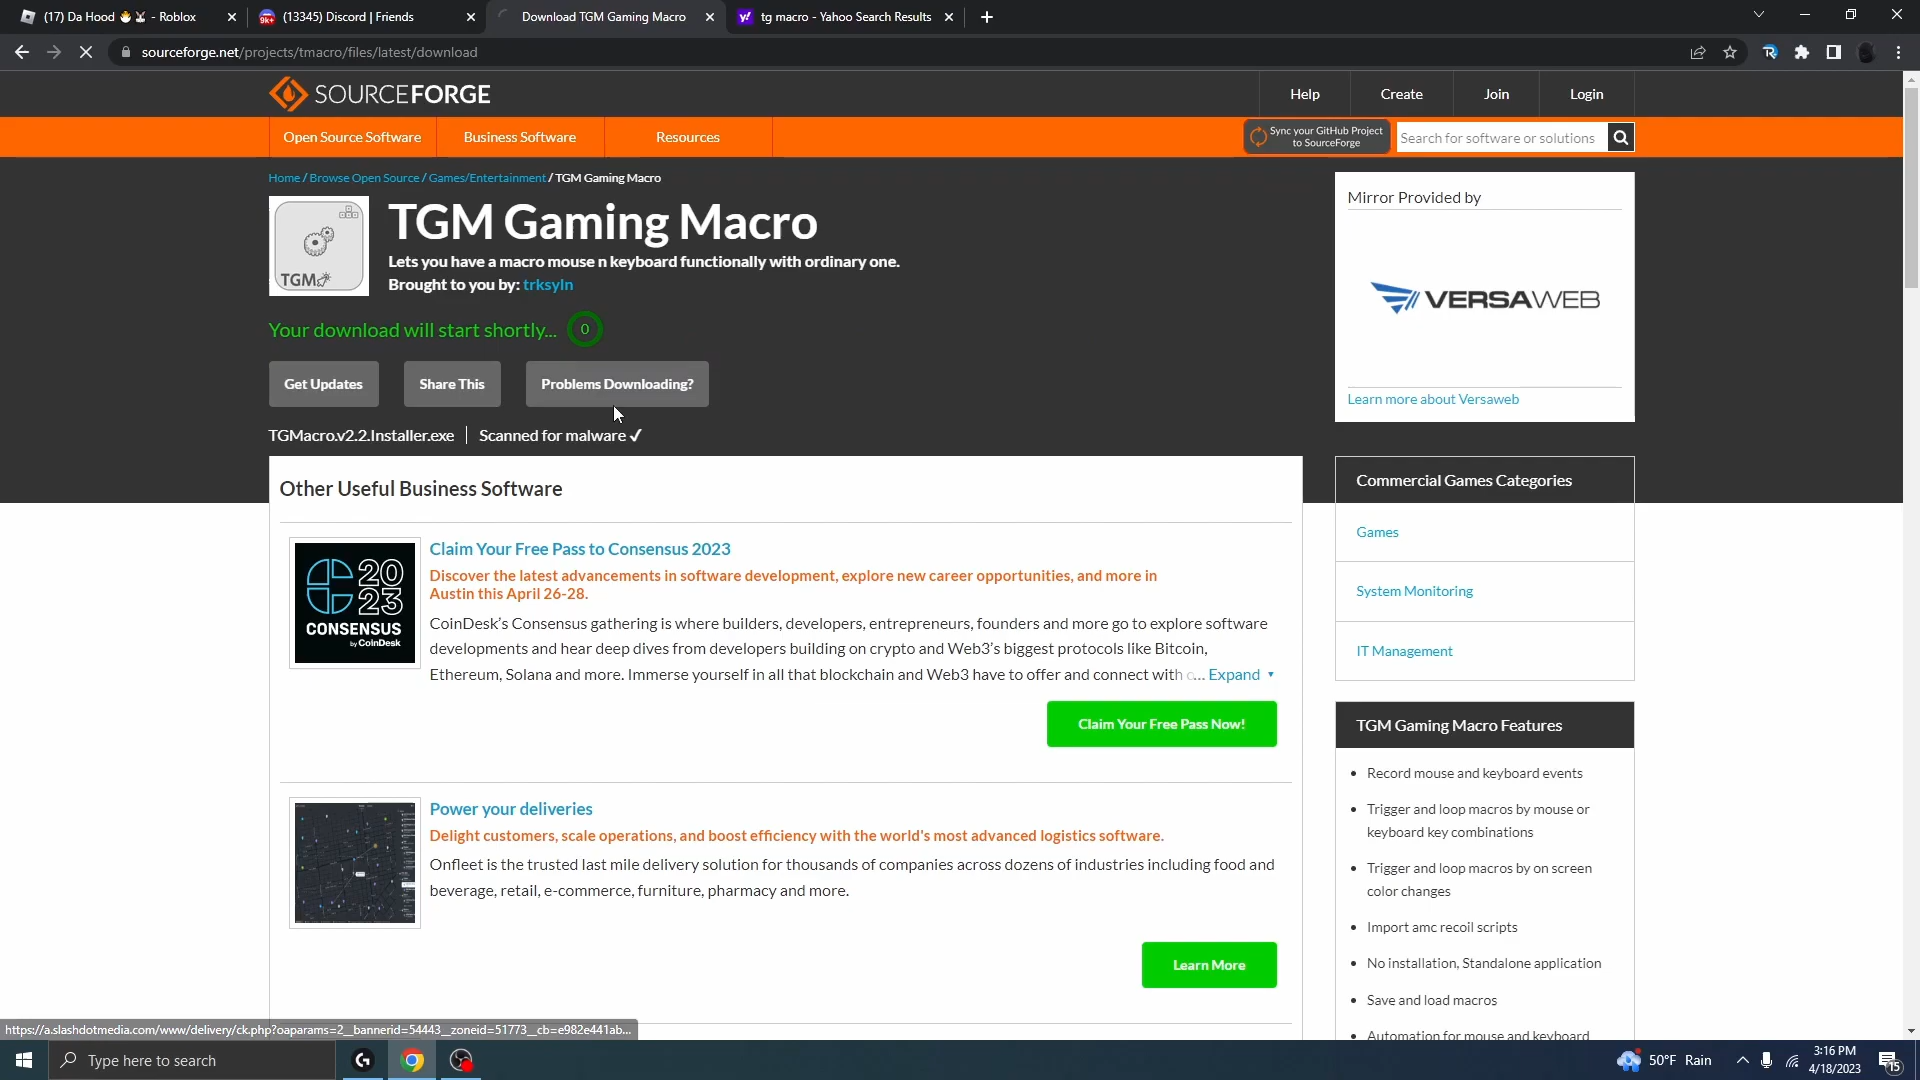 (17) Da Hood 🐣🔫 - Roblox
9k+
(13345) Discord | Friends
Download TGM Gaming Macro
y!
tg macro - Yahoo Search Results
sourceforge.net/projects/tmacro/files/latest/download
SOURCEFORGE
Help
Create
Join
Login
Open Source Software
Business Software
Resources
Sync your GitHub Project
to SourceForge
Search for software or solutions
Home / Browse Open Source / Games/Entertainment / TGM Gaming Macro
TGM
TGM Gaming Macro
Lets you have a macro mouse n keyboard functionally with ordinary one.
Brought to you by: trksyln
Your download will start shortly... 0
Get Updates
Share This
Problems Downloading?
TGMacro.v2.2.Installer.exe | Scanned for malware ✓
Mirror Provided by
VERSAWEB
Learn more about Versaweb
Other Useful Business Software
2023
CONSENSUS
by CoinDesk
Claim Your Free Pass to Consensus 2023
Discover the latest advancements in software development, explore new career opportunities, and more in
Austin this April 26-28.
CoinDesk's Consensus gathering is where builders, developers, entrepreneurs, founders and more go to explore software
developments and hear deep dives from developers building on crypto and Web3's biggest protocols like Bitcoin,
Ethereum, Solana and more. Immerse yourself in all that blockchain and Web3 have to offer and connect with o... Expand ▾
Claim Your Free Pass Now!
Power your deliveries
Delight customers, scale operations, and boost efficiency with the world's most advanced logistics software.
Onfleet is the trusted last mile delivery solution for thousands of companies across dozens of industries including food and
beverage, retail, e-commerce, furniture, pharmacy and more.
Learn More
Commercial Games Categories
Games
System Monitoring
IT Management
TGM Gaming Macro Features
Record mouse and keyboard events
Trigger and loop macros by mouse or
keyboard key combinations
Trigger and loop macros by on screen
color changes
Import amc recoil scripts
No installation, Standalone application
Save and load macros
Automation for mouse and keyboard
https://a.slashdotmedia.com/www/delivery/ck.php?oaparams=2__bannerid=54443__zoneid=51773__cb=e982e441ab...
Type here to search
50°F Rain
3:16 PM
4/18/2023
15